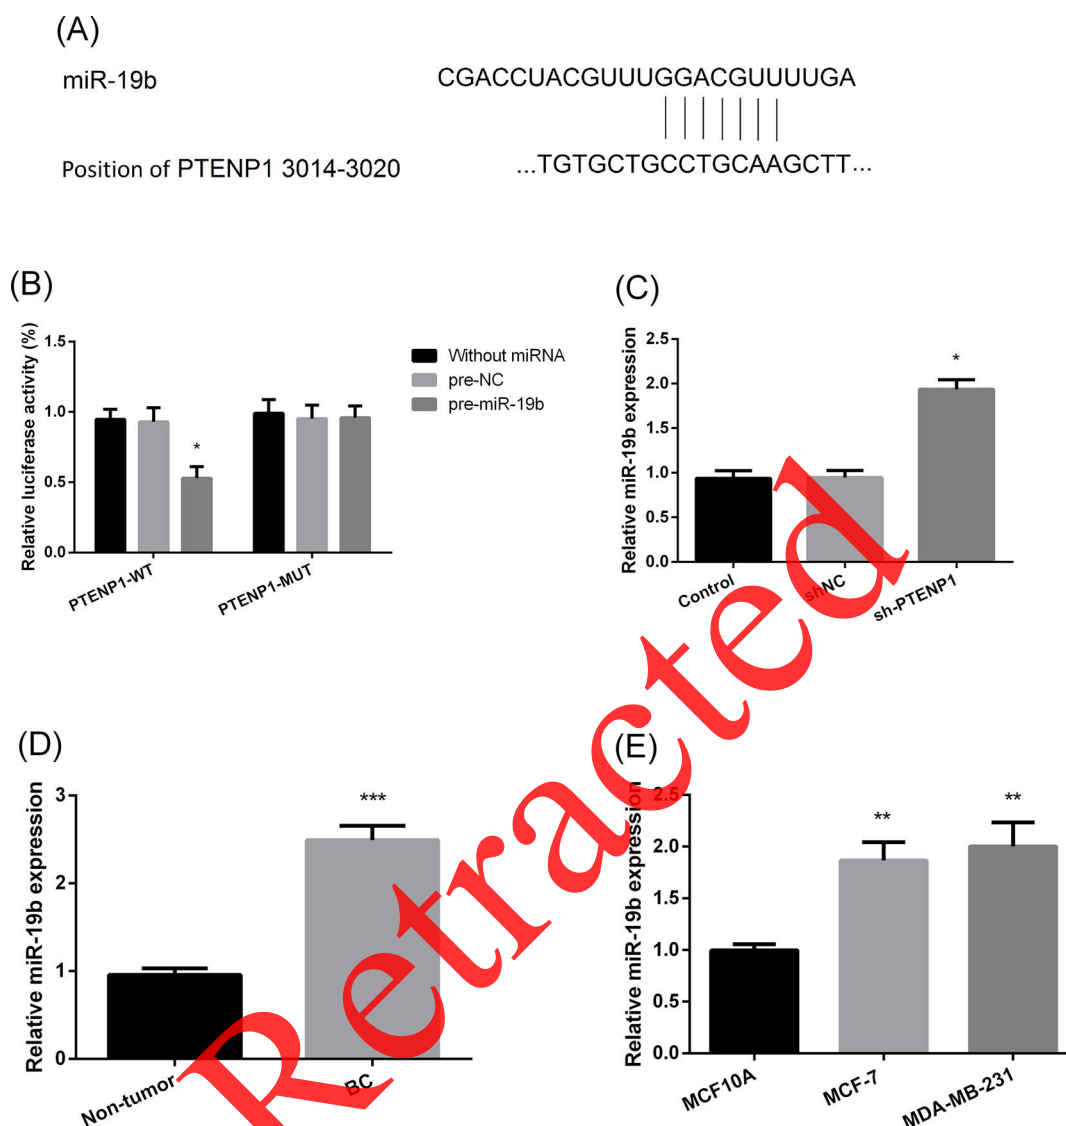 (A)
miR-19b
CGACCUACGUUUGGACGUUUUGA
Position of PTENP1 3014-3020
...TGTGCTGCCTGCAAGCTT...
(B)
Relative luciferase activity (%)
1.5
1.0
0.5
0.0
PTENP1-WT
PTENP1-MUT
*
Without miRNA
pre-NC
pre-miR-19b
(C)
Relative miR-19b expression
2.5
2.0
1.5
1.0
0.5
0.0
Control
shNC
sh-PTENP1
*
(D)
Relative miR-19b expression
3
2
1
0
Non-tumor
BC
***
(E)
Relative miR-19b expression
2.5
2.0
1.5
1.0
0.5
0.0
MCF10A
MCF-7
MDA-MB-231
**
**
Retracted